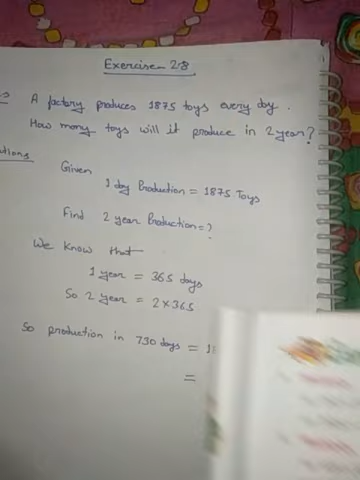 Exercise - 2.8
A factory produces 1875 toys every day.
How many toys will it produce in 2 year?
Given
1 day Production = 1875 Toys
Find 2 year Production = ?
We know that
1 year = 365 days
So 2 year = 2×365
So production in 730 days = 18
=